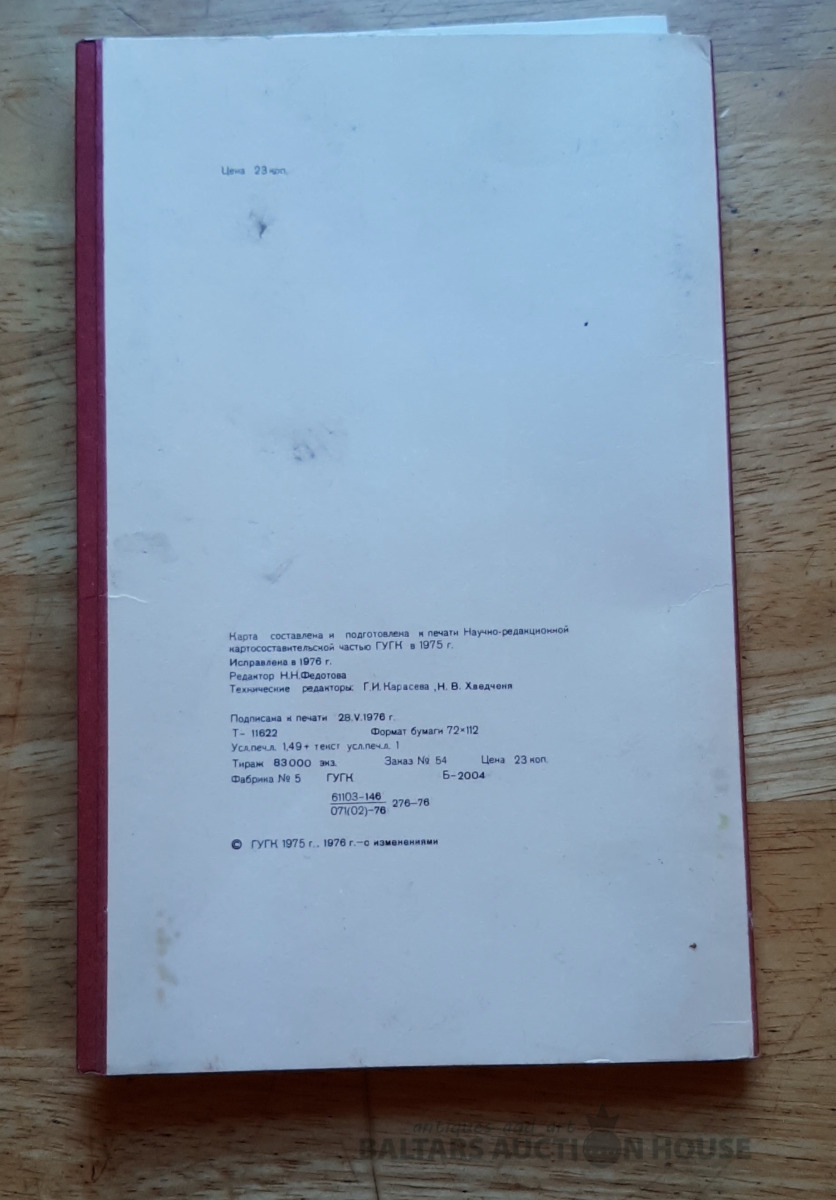 Цена 23 коп.
Карта составлена и подготовлена к печати Научно-редакционной
картосоставительской частью ГУГК в 1975 г.
Исправлена в 1976 г.
Редактор Н.Н.Федотова
Технические редакторы: Г.И.Карасева, Н. В. Хведченя
Подписана к печати 28.V.1976 г.
Т- 11622 Формат бумаги 72×112
Усл.печ.л. 1,49+ текст усл.печ.л. 1
Тираж 83000 экз. Заказ № 54 Цена 23 коп.
Фабрика № 5 ГУГК Б-2004
61103-146
071(02)-76 276-76
© ГУГК 1975 г., 1976 г.-с изменениями
antiques and art
BALTARS AUCTION HOUSE